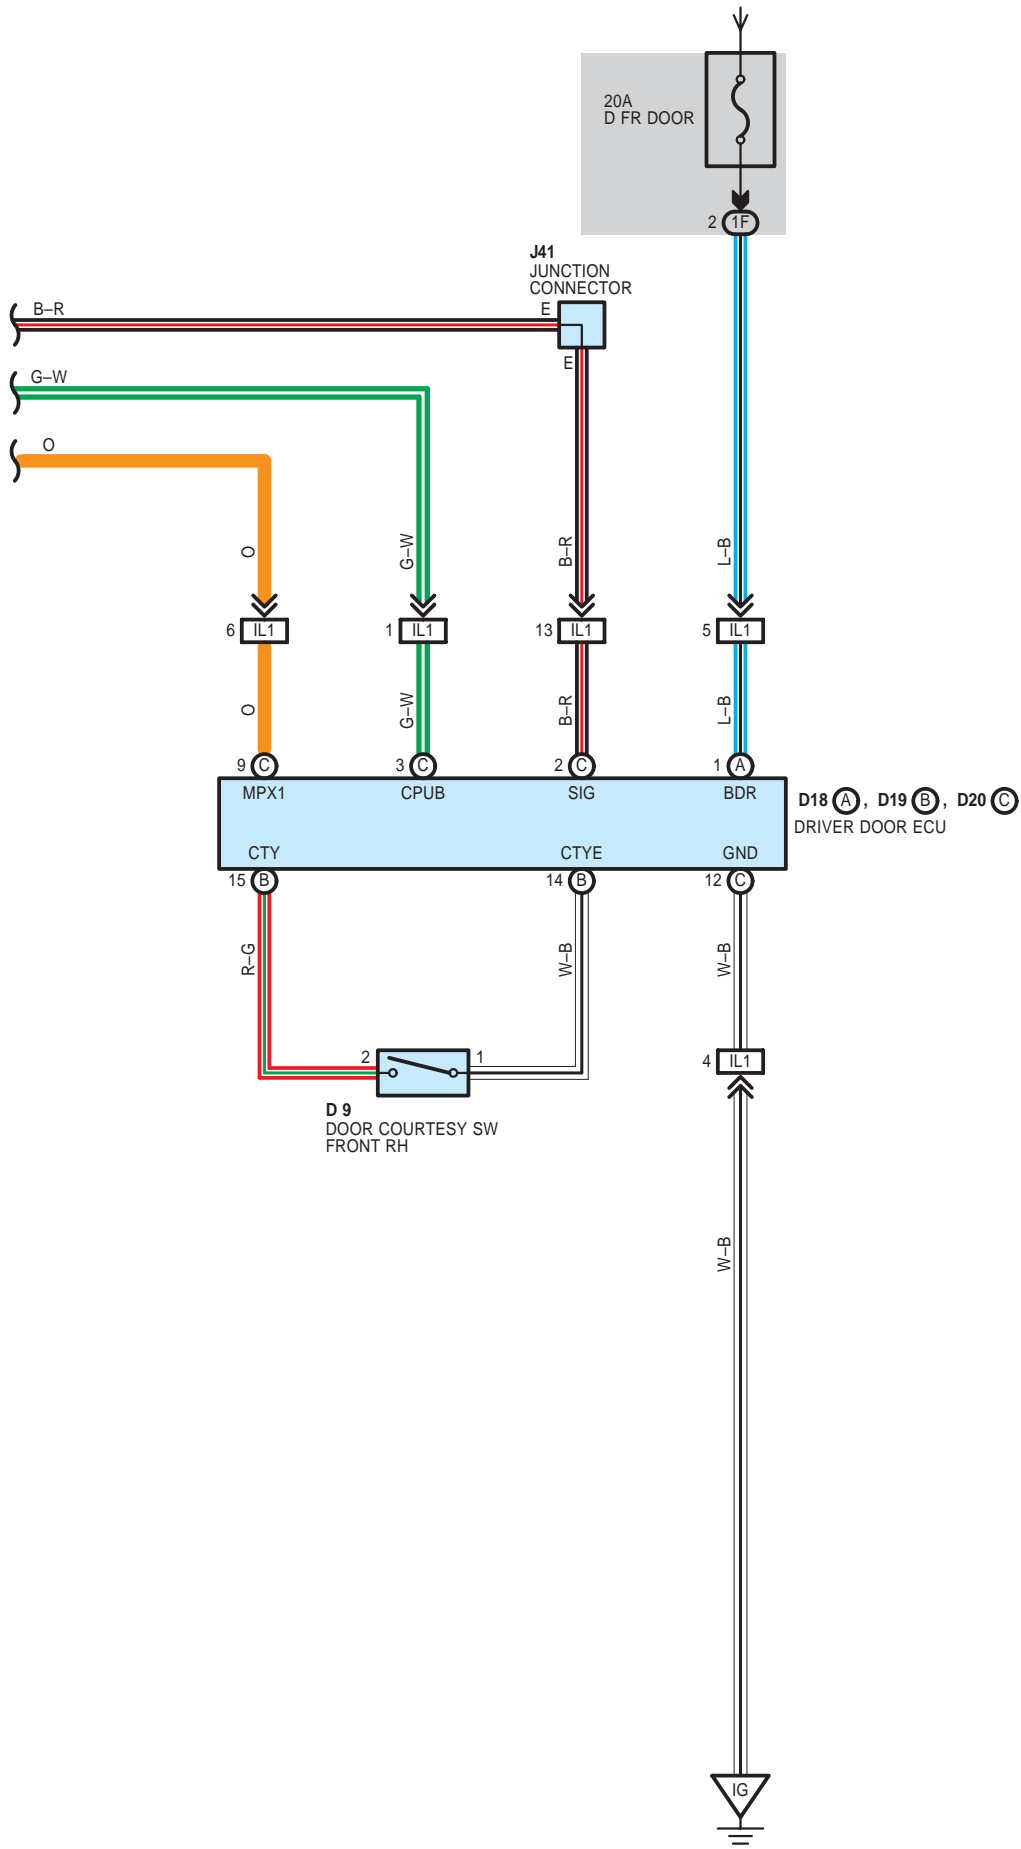 20A
D FR DOOR
2 1F
J41
JUNCTION
CONNECTOR
B–R E
E
G–W
O
O G–W B–R L–B
6 IL1 1 IL1 13 IL1 5 IL1
O G–W B–R L–B
9 C 3 C 2 C 1 A
MPX1 CPUB SIG BDR
D18 A , D19 B , D20 C
DRIVER DOOR ECU
CTY CTYE GND
15 B 14 B 12 C
R–G W–B W–B
2 1 4 IL1
D 9
DOOR COURTESY SW
FRONT RH
W–B
IG